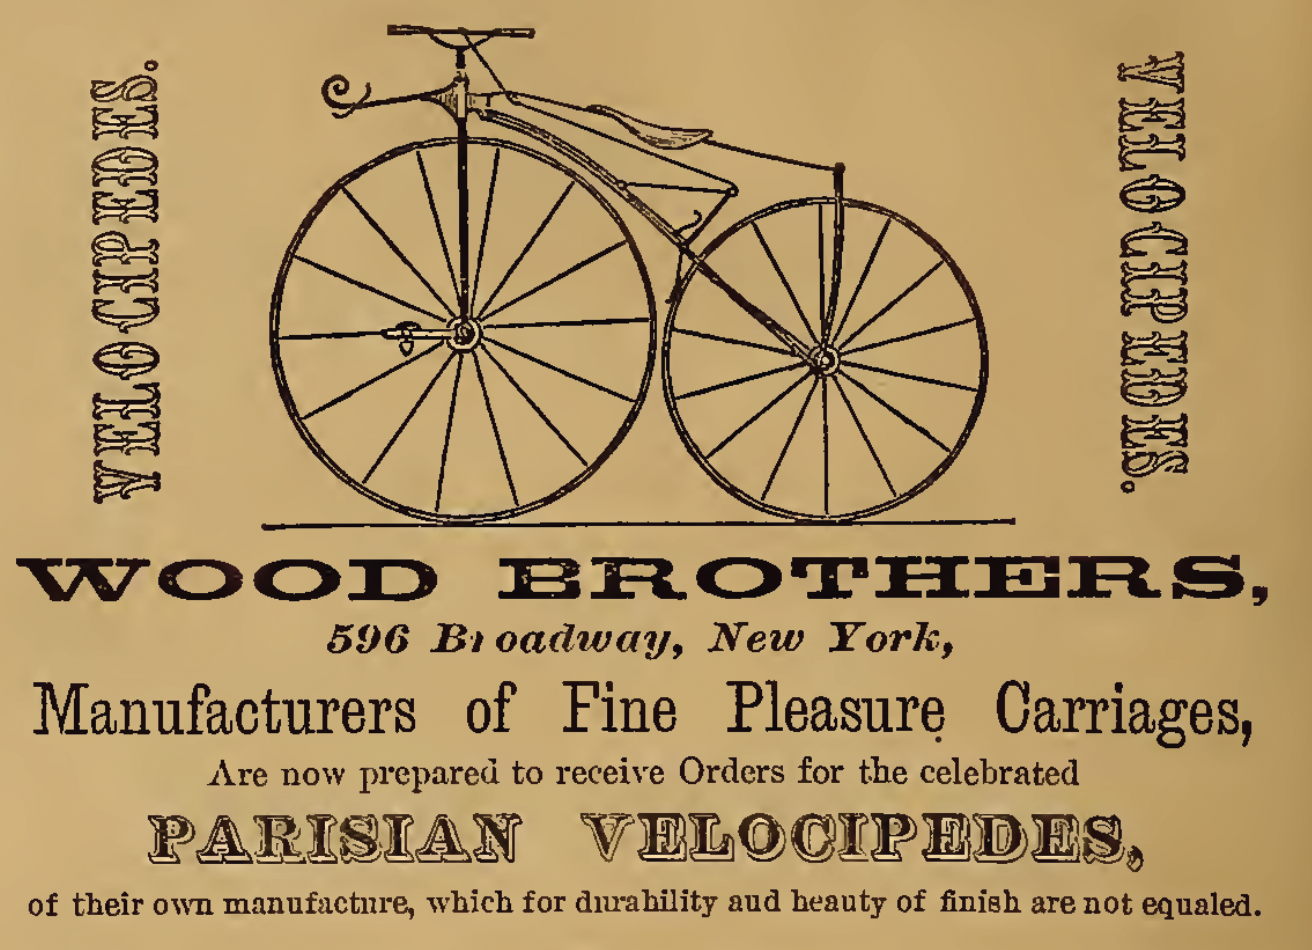 VELOCIPEDES.
VELOCIPEDES.
WOOD BROTHERS,
596 Broadway, New York,
Manufacturers of Fine Pleasure Carriages,
Are now prepared to receive Orders for the celebrated
PARISIAN VELOCIPEDES,
of their own manufacture, which for durability and beauty of finish are not equaled.